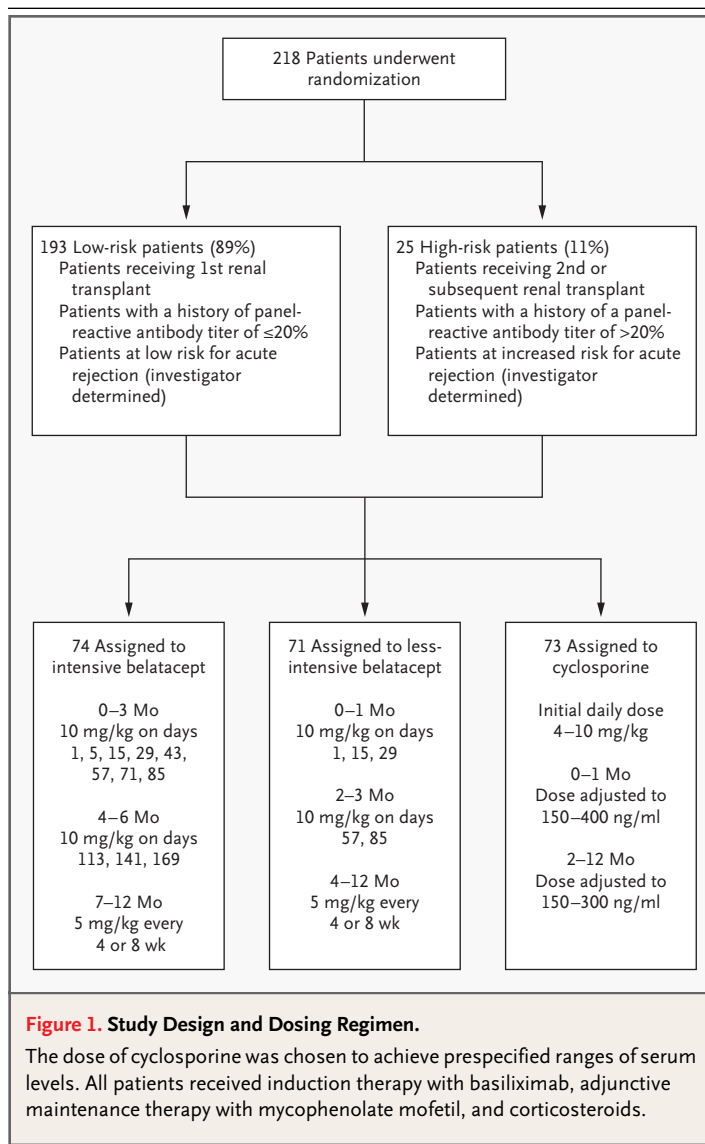 218 Patients underwent
randomization
193 Low-risk patients (89%)
Patients receiving 1st renal
transplant
Patients with a history of panel-
reactive antibody titer of ≤20%
Patients at low risk for acute
rejection (investigator
determined)
25 High-risk patients (11%)
Patients receiving 2nd or
subsequent renal transplant
Patients with a history of a panel-
reactive antibody titer of >20%
Patients at increased risk for acute
rejection (investigator
determined)
74 Assigned to
intensive belatacept
0–3 Mo
10 mg/kg on days
1, 5, 15, 29, 43,
57, 71, 85
4–6 Mo
10 mg/kg on days
113, 141, 169
7–12 Mo
5 mg/kg every
4 or 8 wk
71 Assigned to less-
intensive belatacept
0–1 Mo
10 mg/kg on days
1, 15, 29
2–3 Mo
10 mg/kg on days
57, 85
4–12 Mo
5 mg/kg every
4 or 8 wk
73 Assigned to
cyclosporine
Initial daily dose
4–10 mg/kg
0–1 Mo
Dose adjusted to
150–400 ng/ml
2–12 Mo
Dose adjusted to
150–300 ng/ml
Figure 1. Study Design and Dosing Regimen.
The dose of cyclosporine was chosen to achieve prespecified ranges of serum
levels. All patients received induction therapy with basiliximab, adjunctive
maintenance therapy with mycophenolate mofetil, and corticosteroids.